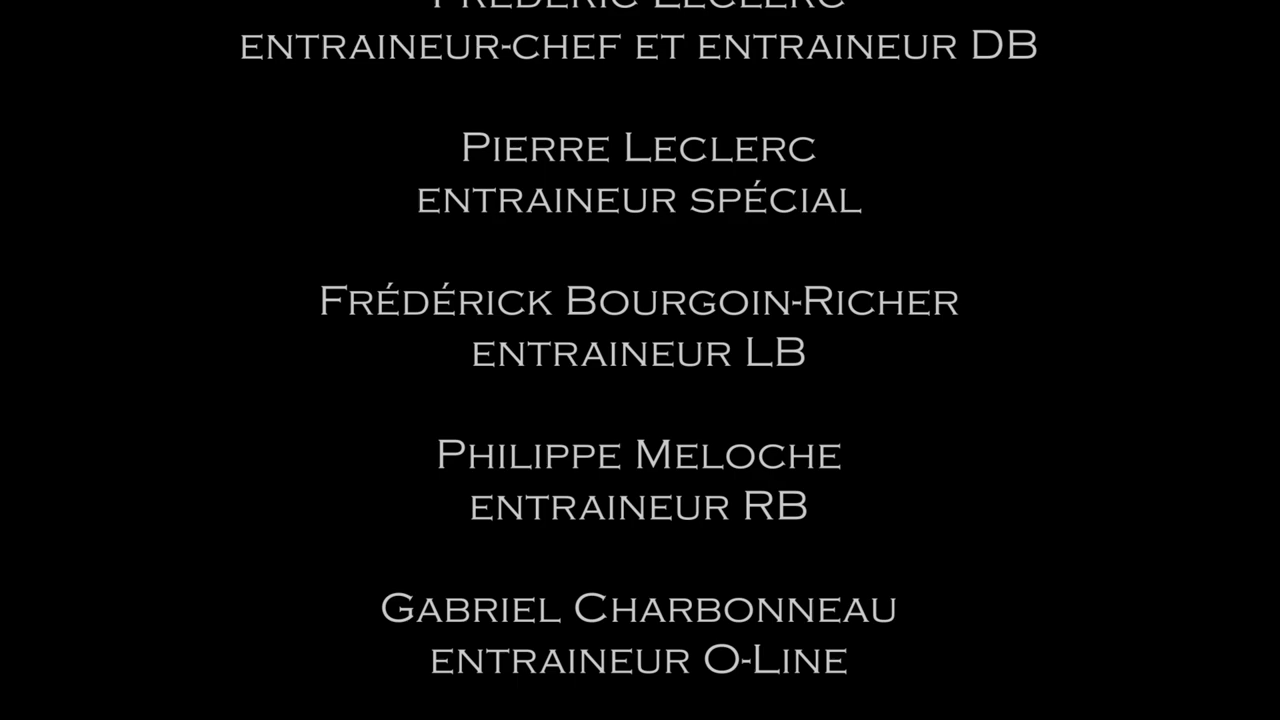 Frédéric Leclerc
entraineur-chef et entraineur DB
Pierre Leclerc
entraineur spécial
Frédérick Bourgoin-Richer
entraineur LB
Philippe Meloche
entraineur RB
Gabriel Charbonneau
entraineur O-Line